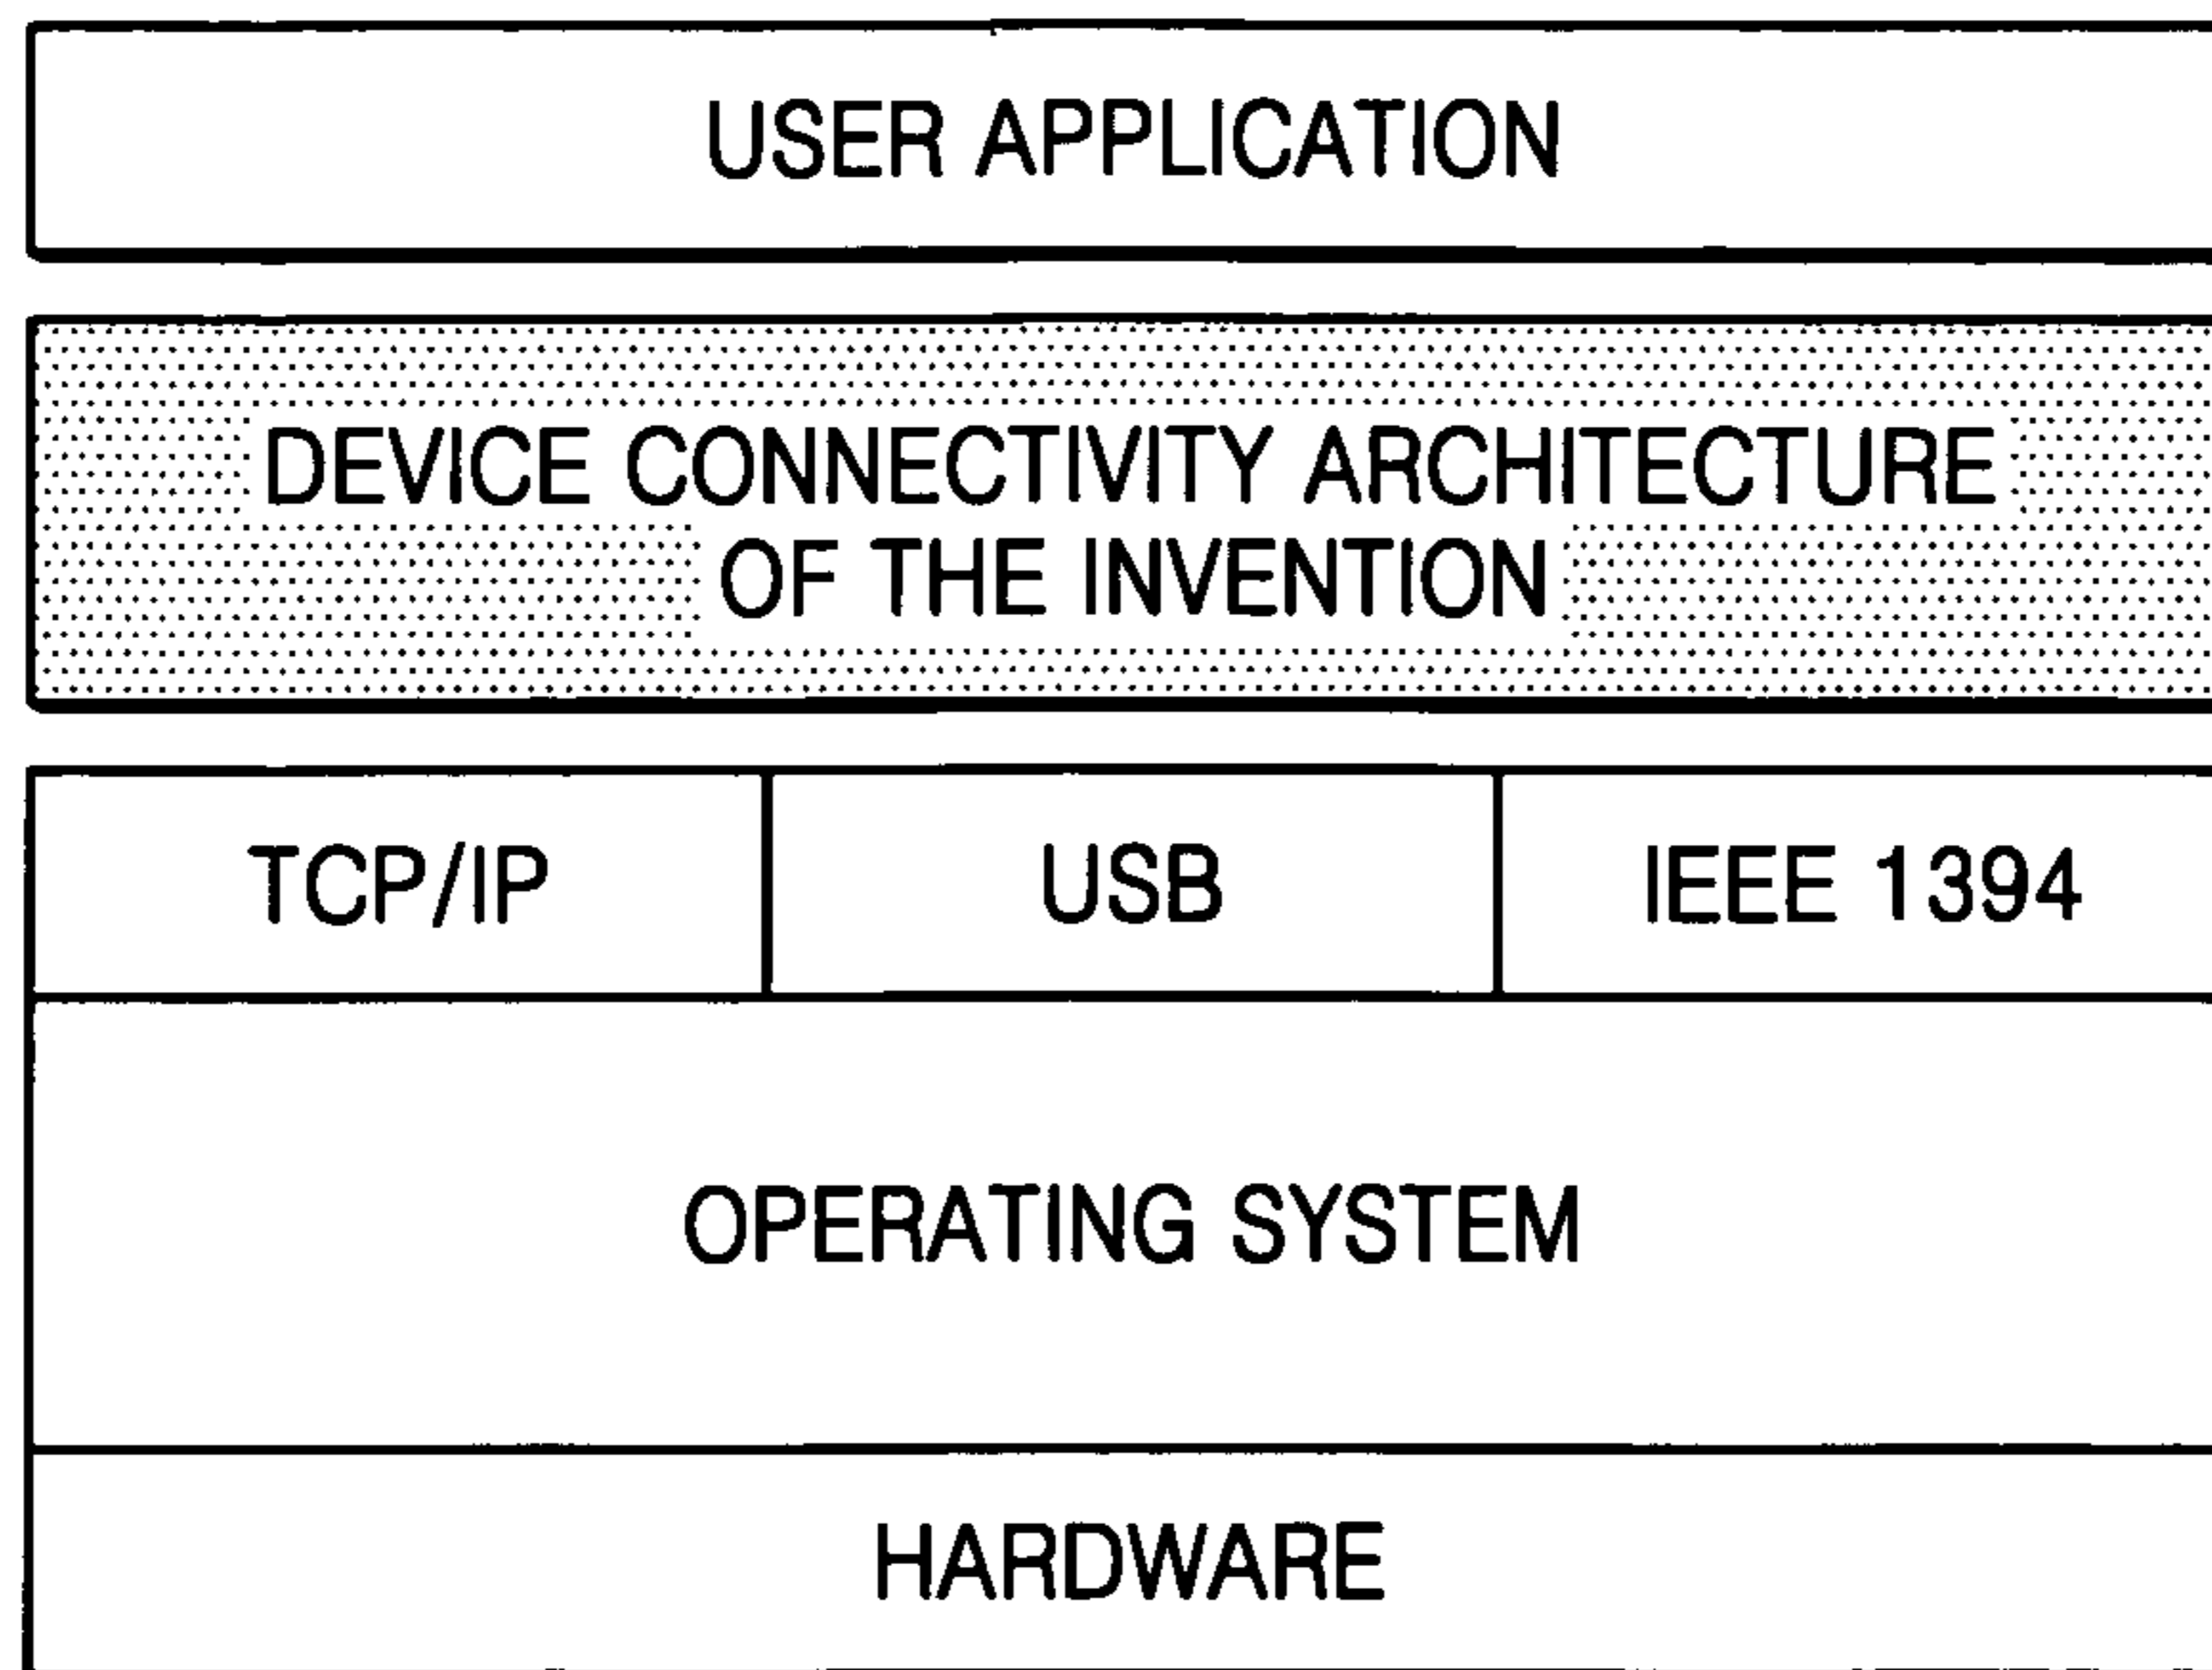 USER APPLICATION
DEVICE CONNECTIVITY ARCHITECTURE
OF THE INVENTION
TCP/IP USB IEEE 1394
OPERATING SYSTEM
HARDWARE